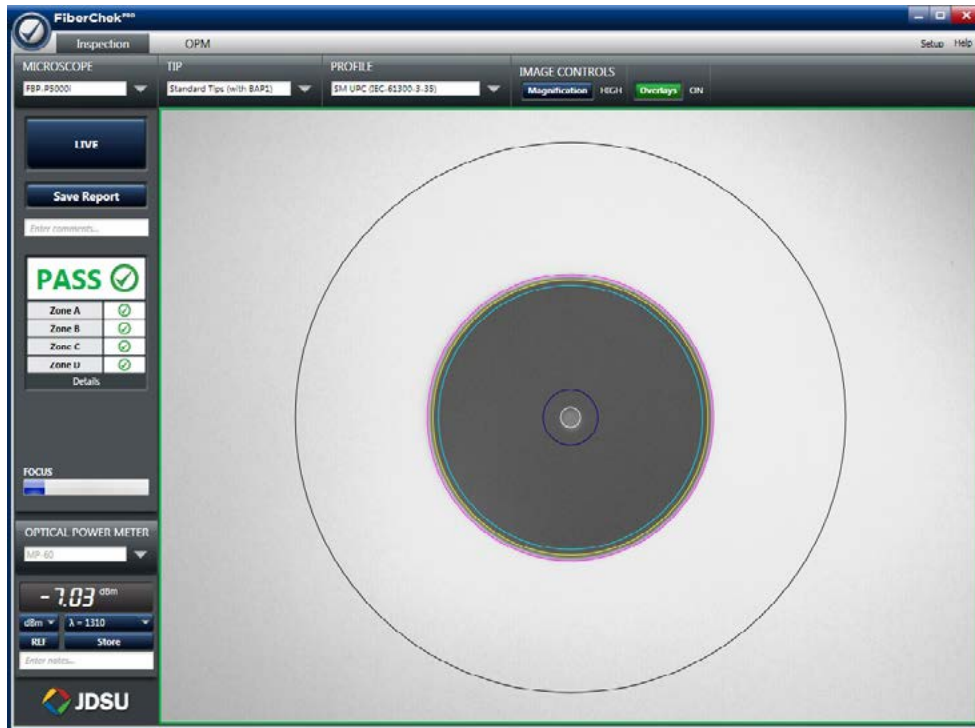 FiberChek PRO
Inspection OPM Setup Help
MICROSCOPE TIP PROFILE IMAGE CONTROLS
FBP-P5000i Standard Tips (with BAP1) SM UPC (IEC-61300-3-35) Magnification HIGH Overlays ON
LIVE
Save Report
Enter comments...
PASS
Zone A
Zone B
Zone C
Zone D
Details
FOCUS
OPTICAL POWER METER
MP-60
-7.03 dBm
dBm λ = 1310
REF Store
Enter notes...
JDSU